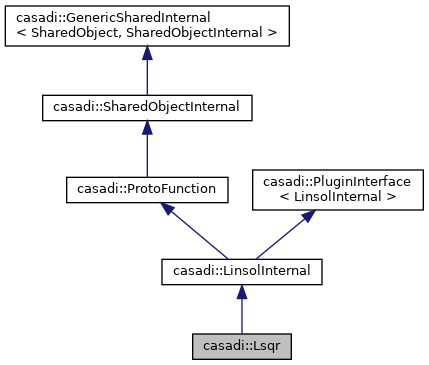 casadi::GenericSharedInternal
< SharedObject, SharedObjectInternal >
casadi::SharedObjectInternal
casadi::ProtoFunction
casadi::PluginInterface
< LinsolInternal >
casadi::LinsolInternal
casadi::Lsqr